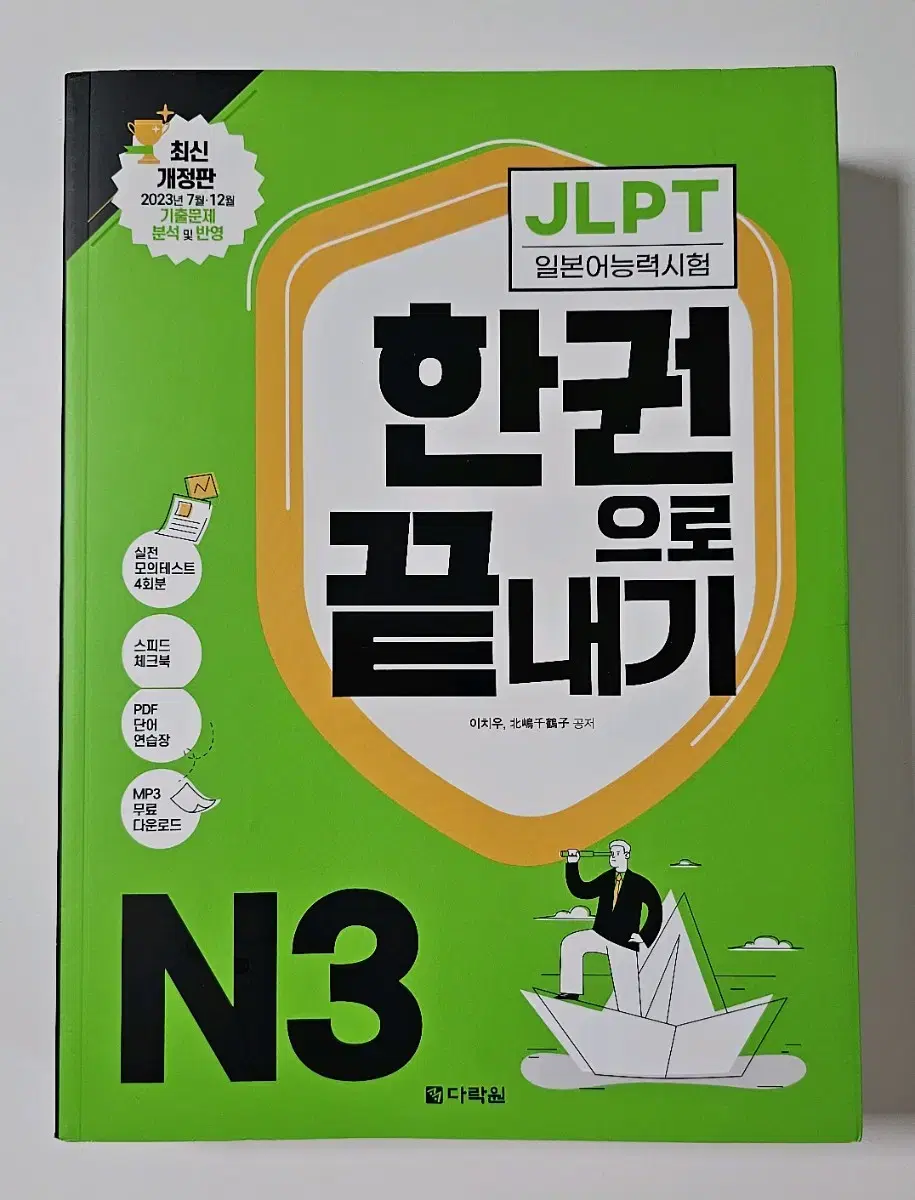 최신
개정판
2023년 7월·12월
기출문제
분석 및 반영
JLPT
일본어능력시험
한권
으로
끝내기
이치우, 北嶋千鶴子 공저
실전
모의테스트
4회분
스피드
체크북
PDF
단어
연습장
MP3
무료
다운로드
N3
다락원